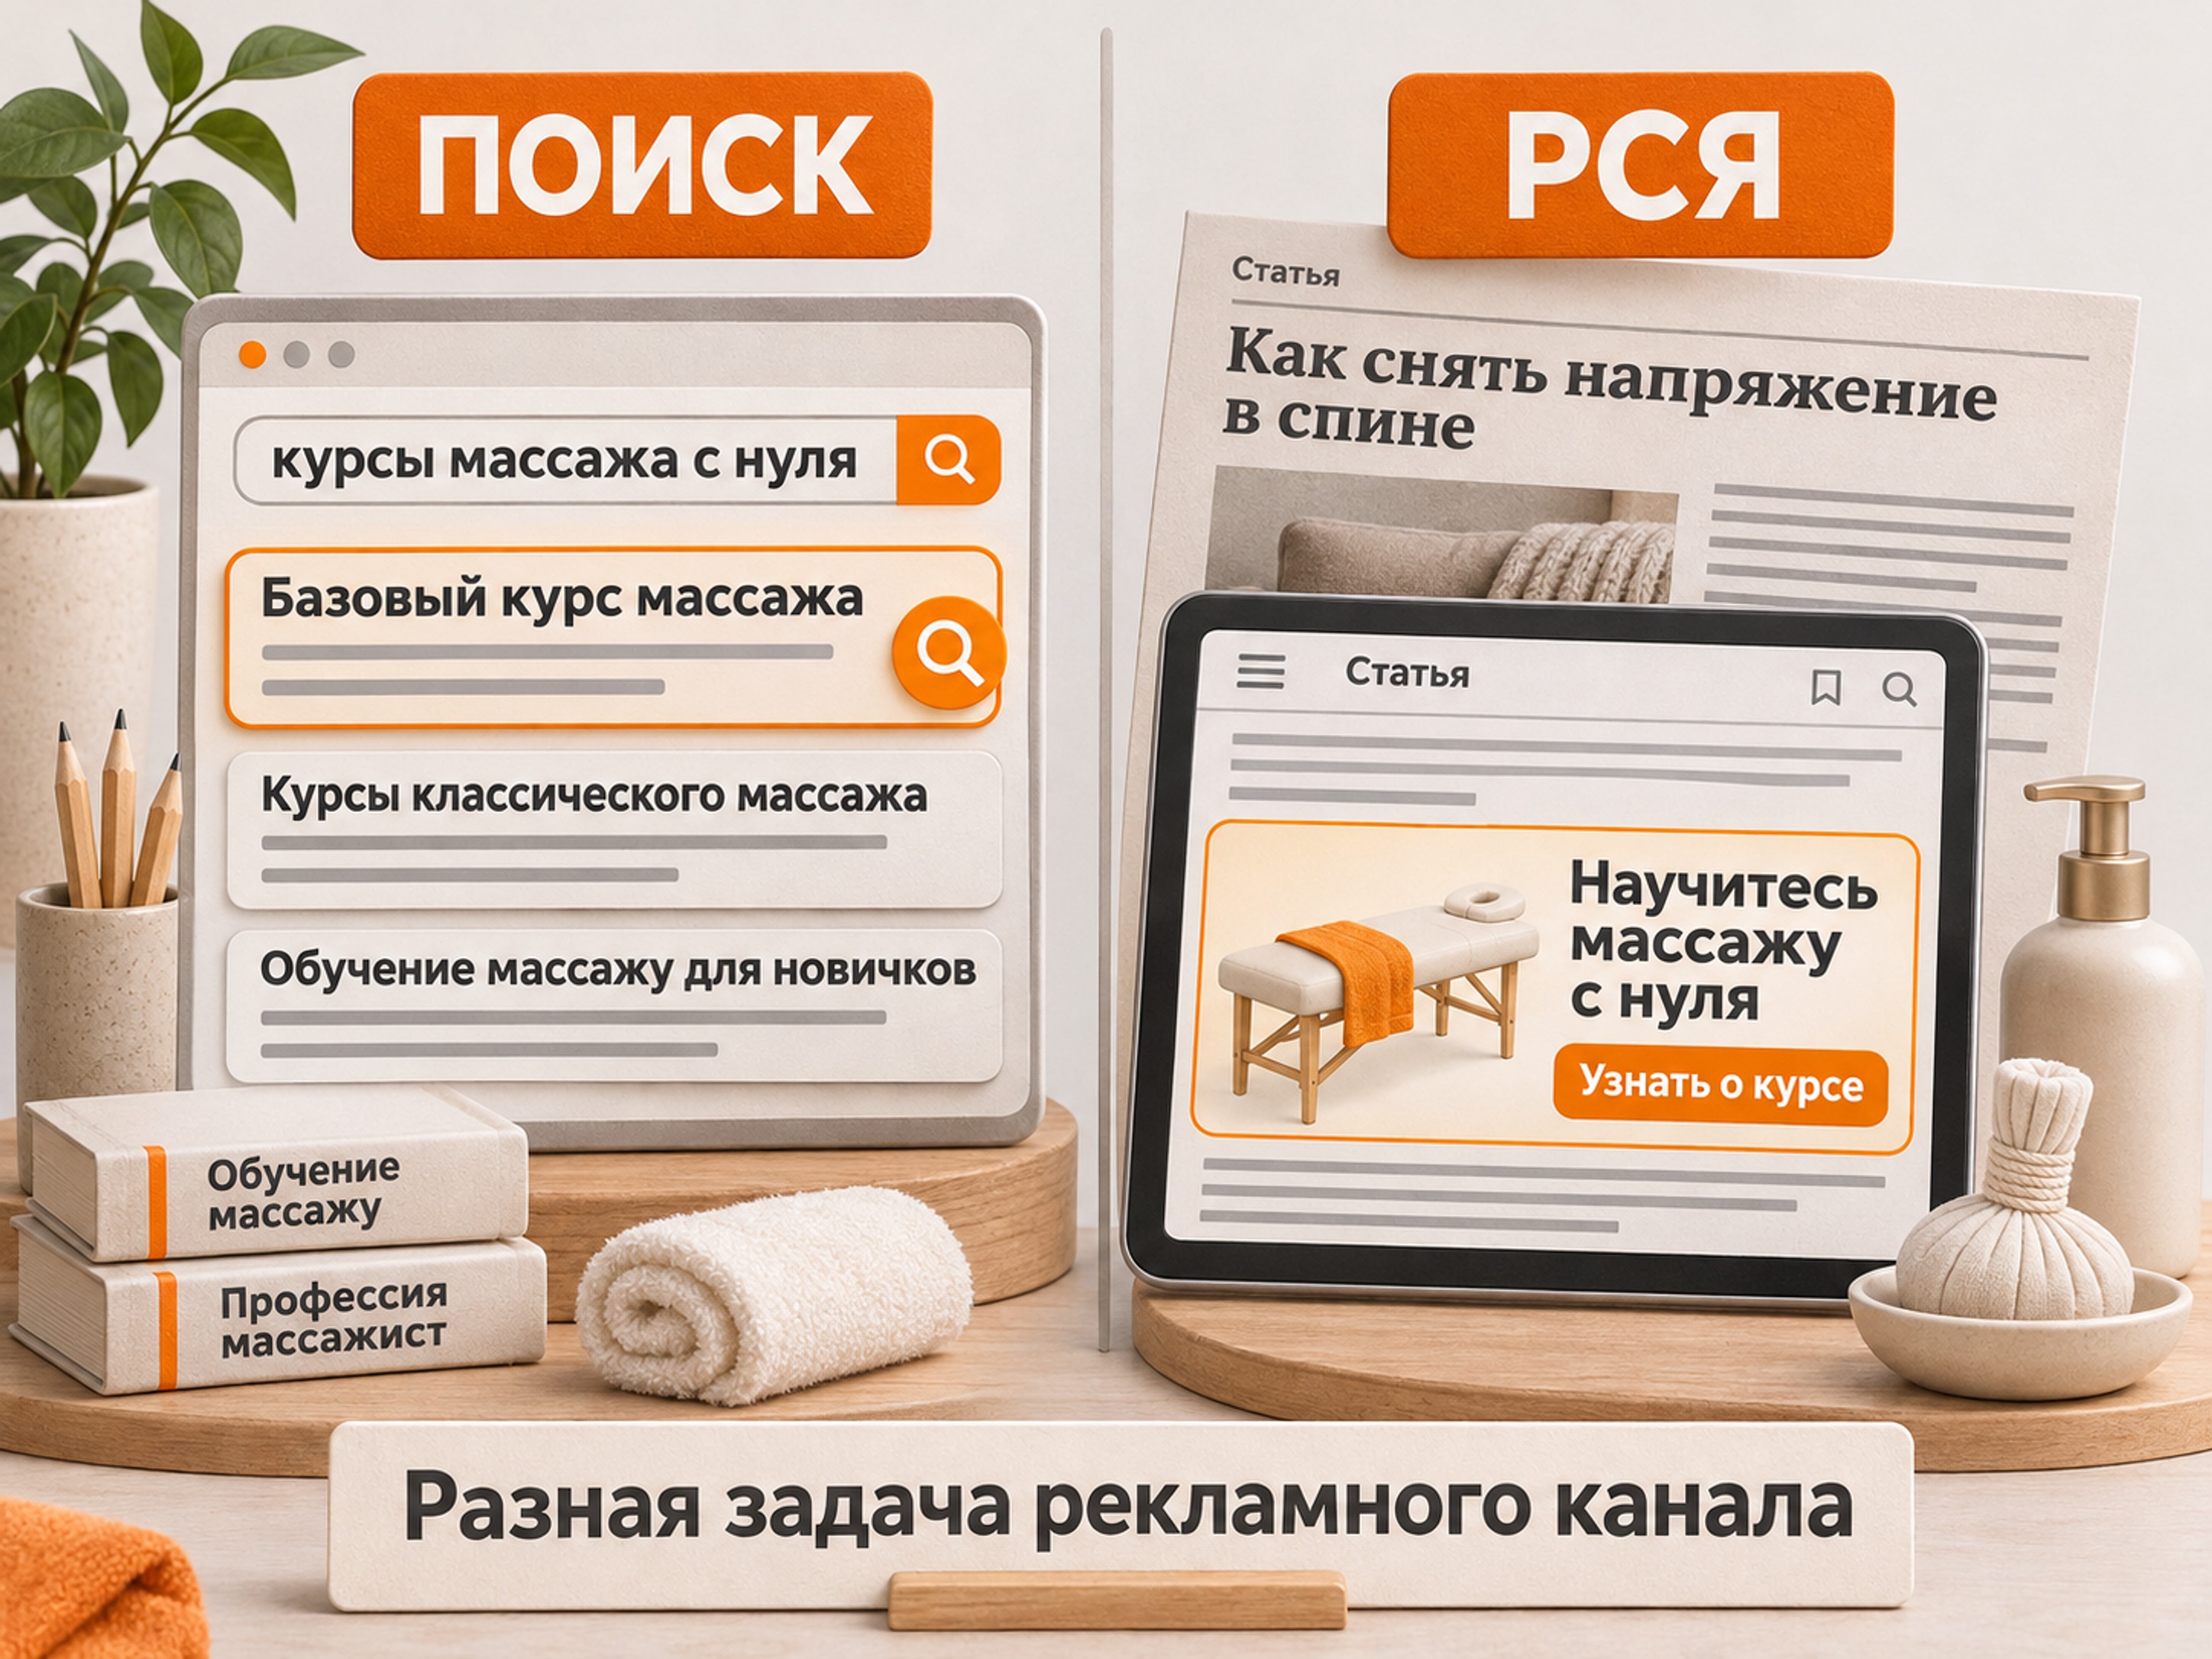 ПОИСК
курсы массажа с нуля
Базовый курс массажа
Курсы классического массажа
Обучение массажу для новичков
Обучение
массажу
Профессия
массажист
РСЯ
Статья
Как снять напряжение
в спине
Статья
Научитесь
массажу
с нуля
Узнать о курсе
Разная задача рекламного канала